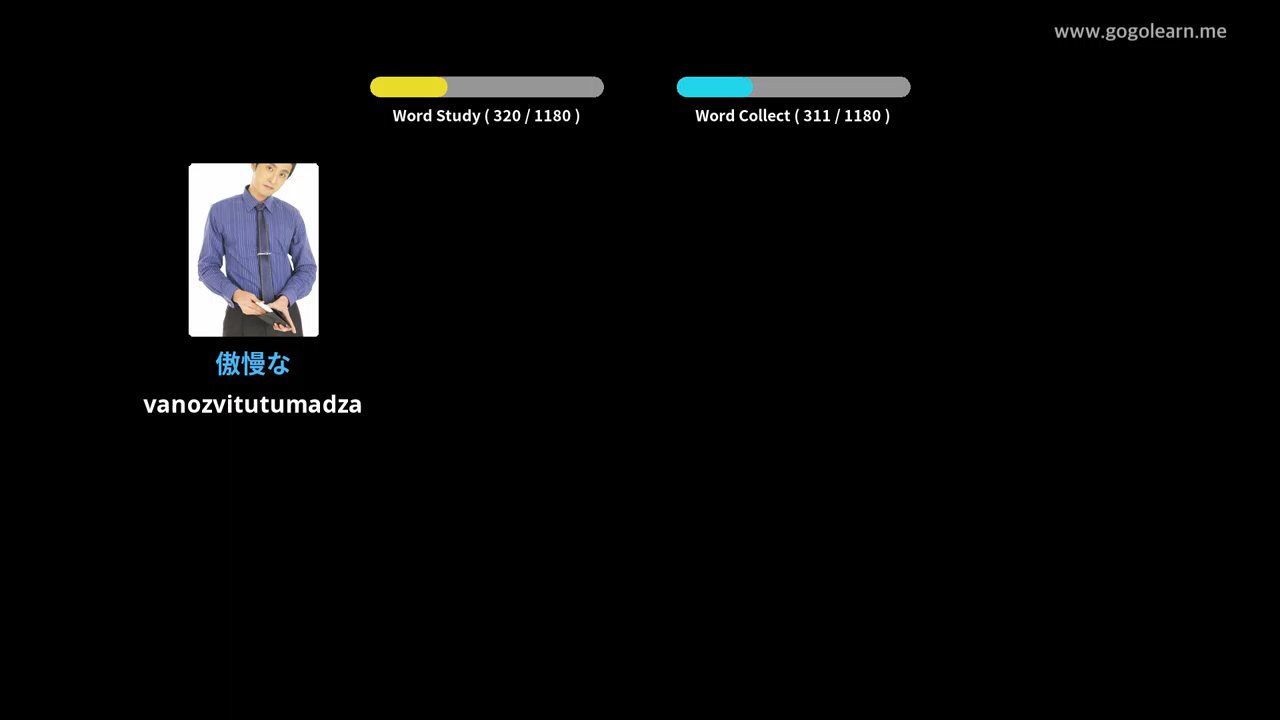 www.gogolearn.me
Word Study ( 320 / 1180 )
Word Collect ( 311 / 1180 )
傲慢な
vanozvitutumadza